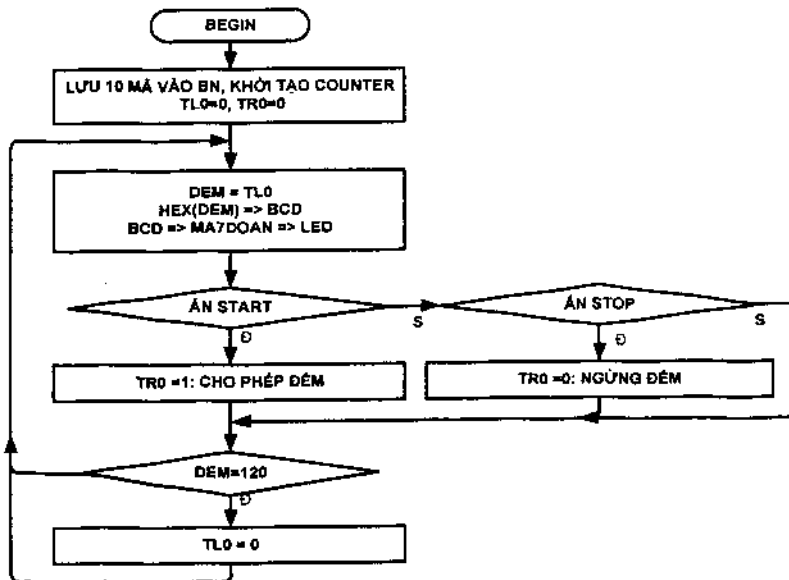 BEGIN
LƯU 10 MÃ VÀO BN, KHỞI TẠO COUNTER
TL0=0, TR0=0
DEM = TL0
HEX(DEM) => BCD
BCD => MA7DOAN => LED
ẤN START
S
Đ
ẤN STOP
S
Đ
TR0 =1: CHO PHÉP ĐẾM
TR0 =0: NGỪNG ĐẾM
DEM=120
Đ
TL0 = 0